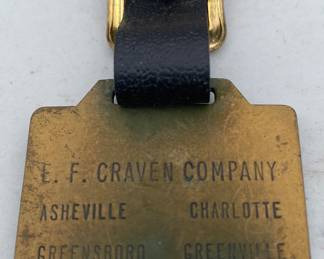 E. F. CRAVEN COMPANY
ASHEVILLE CHARLOTTE
GREENSBORO GREENVILLE